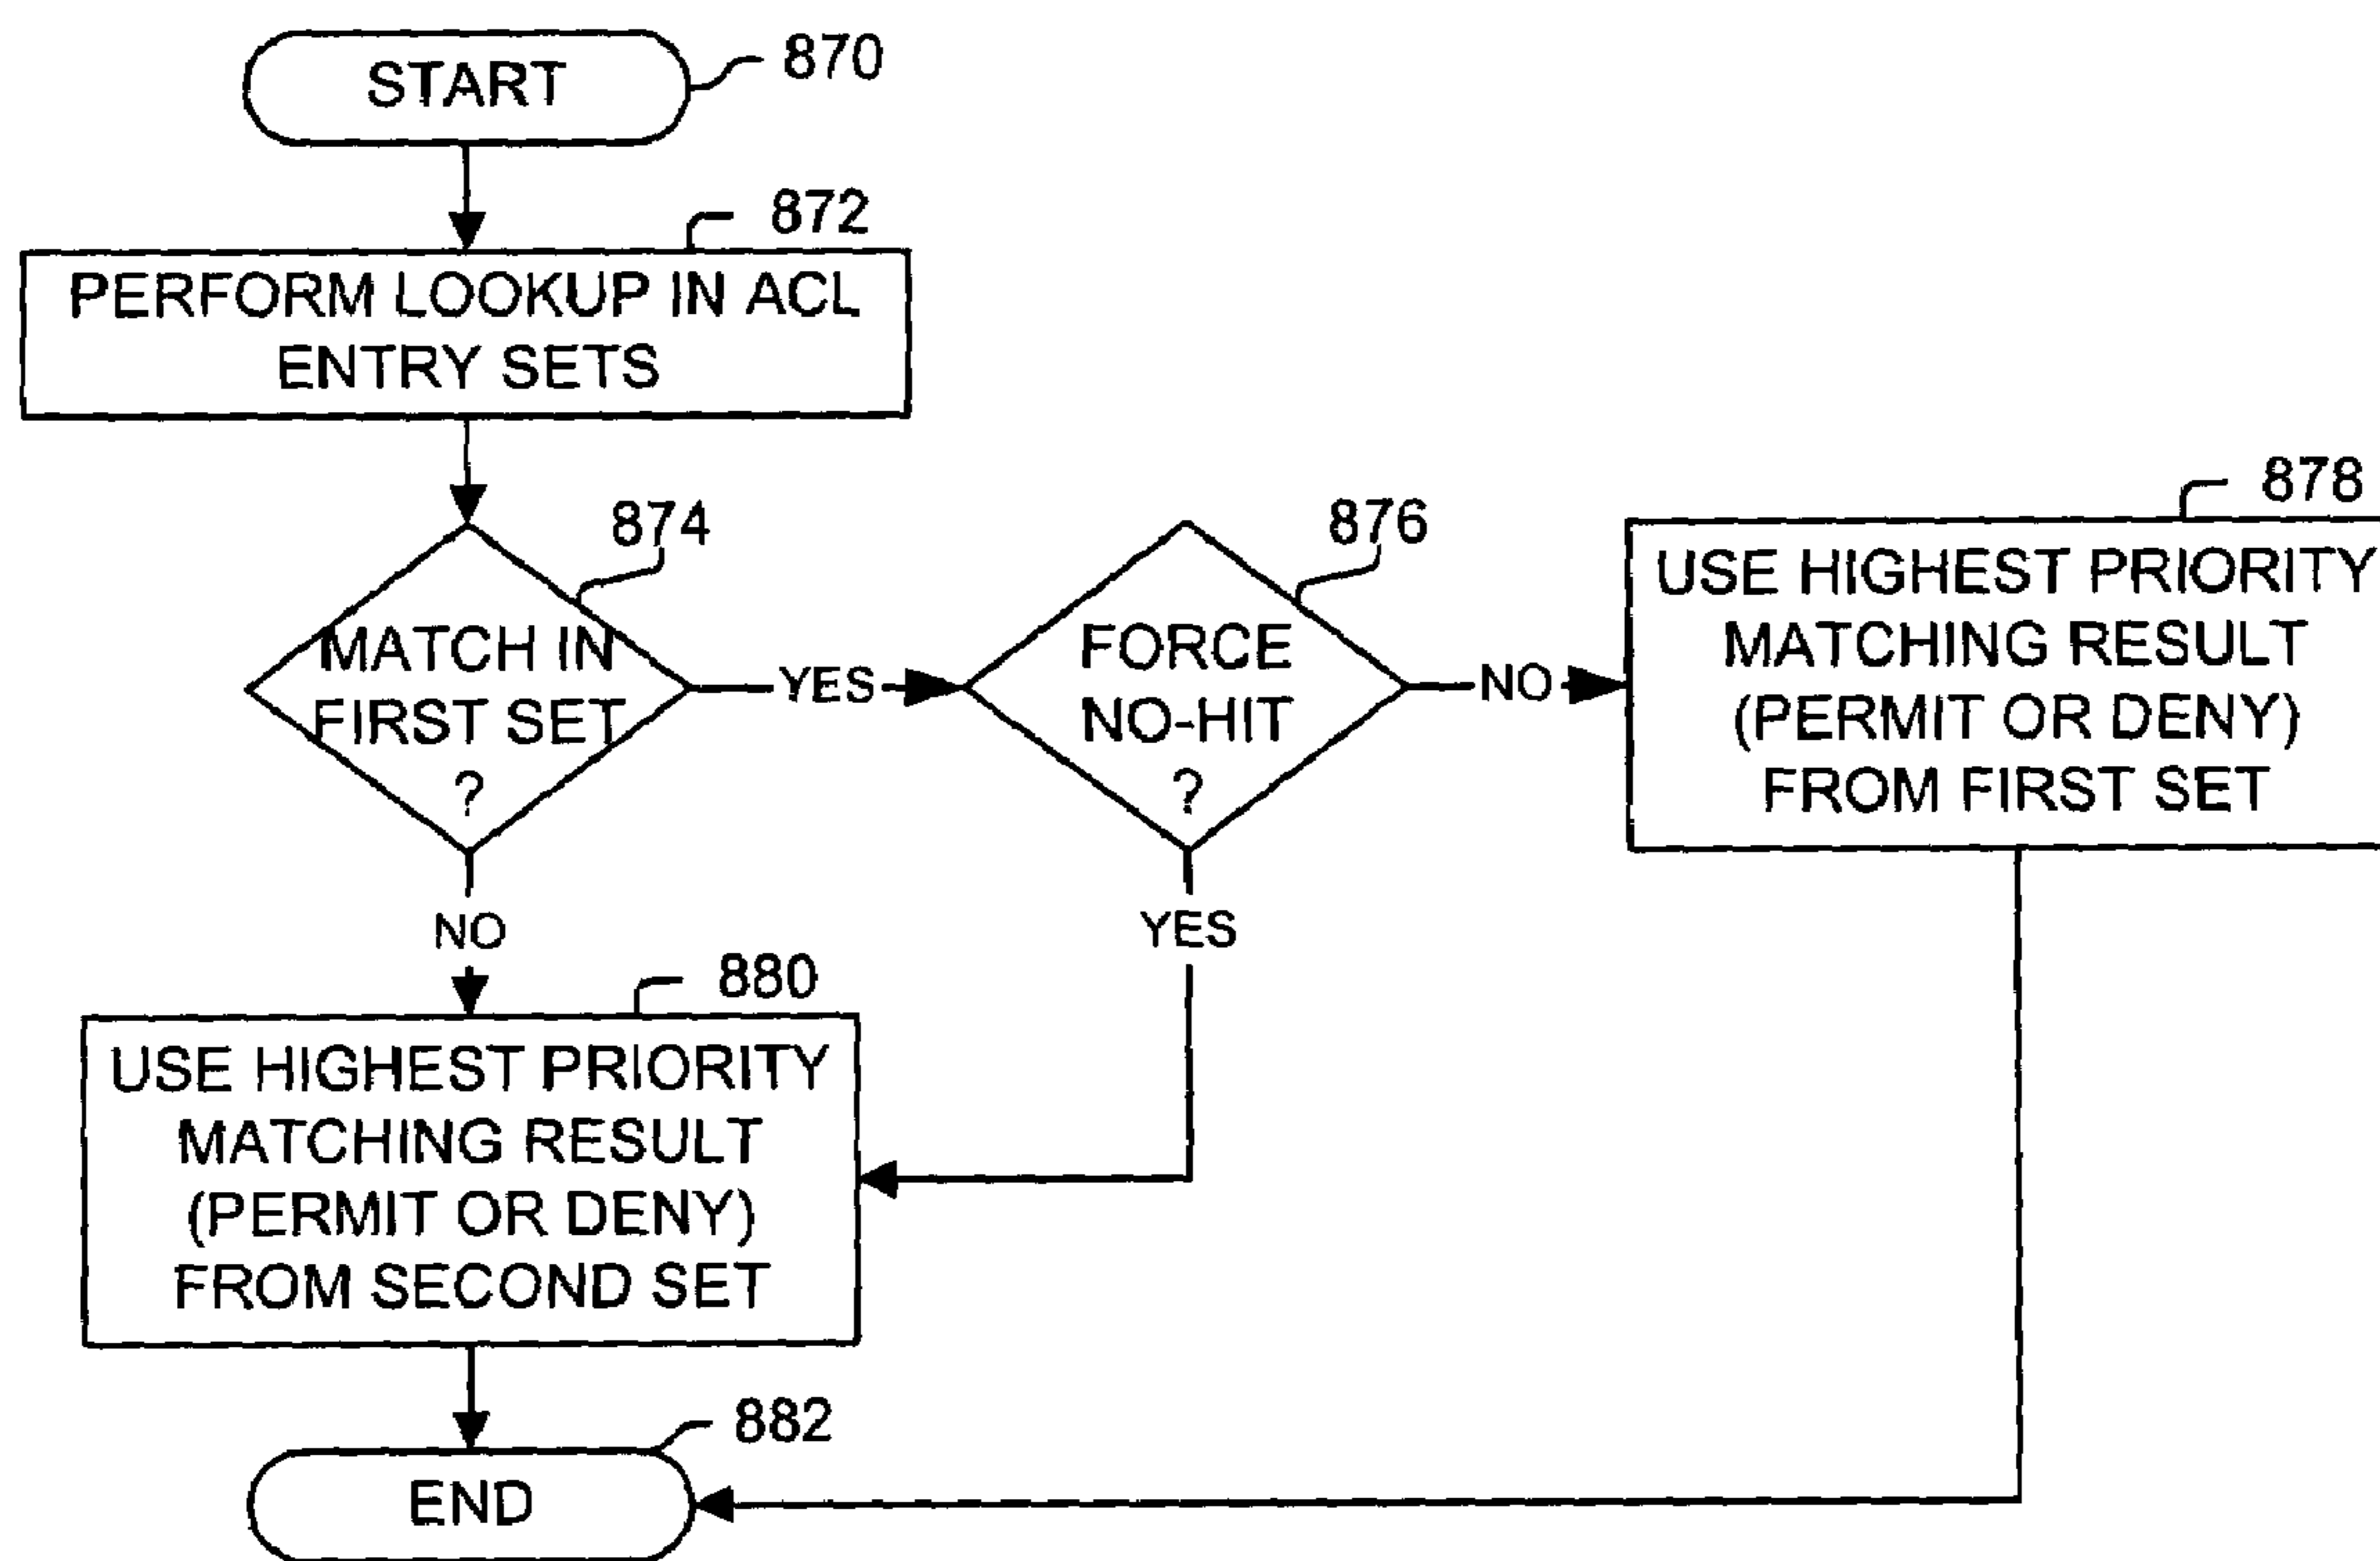 START
870
872
PERFORM LOOKUP IN ACL
ENTRY SETS
874
MATCH IN
FIRST SET
?
YES
876
FORCE
NO-HIT
?
NO
878
USE HIGHEST PRIORITY
MATCHING RESULT
(PERMIT OR DENY)
FROM FIRST SET
NO
YES
880
USE HIGHEST PRIORITY
MATCHING RESULT
(PERMIT OR DENY)
FROM SECOND SET
882
END